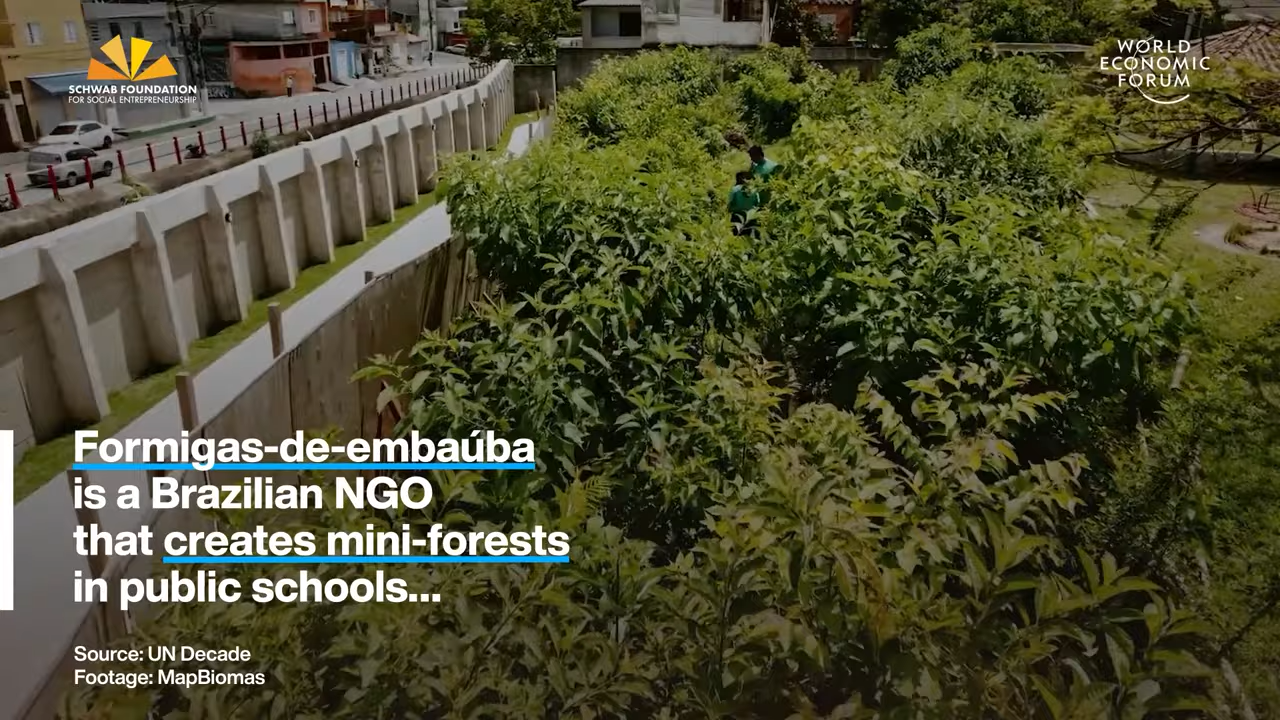 SCHWAB FOUNDATION
FOR SOCIAL ENTREPRENEURSHIP
WORLD
ECONOMIC
FORUM
Formigas-de-embaúba
is a Brazilian NGO
that creates mini-forests
in public schools...
Source: UN Decade
Footage: MapBiomas